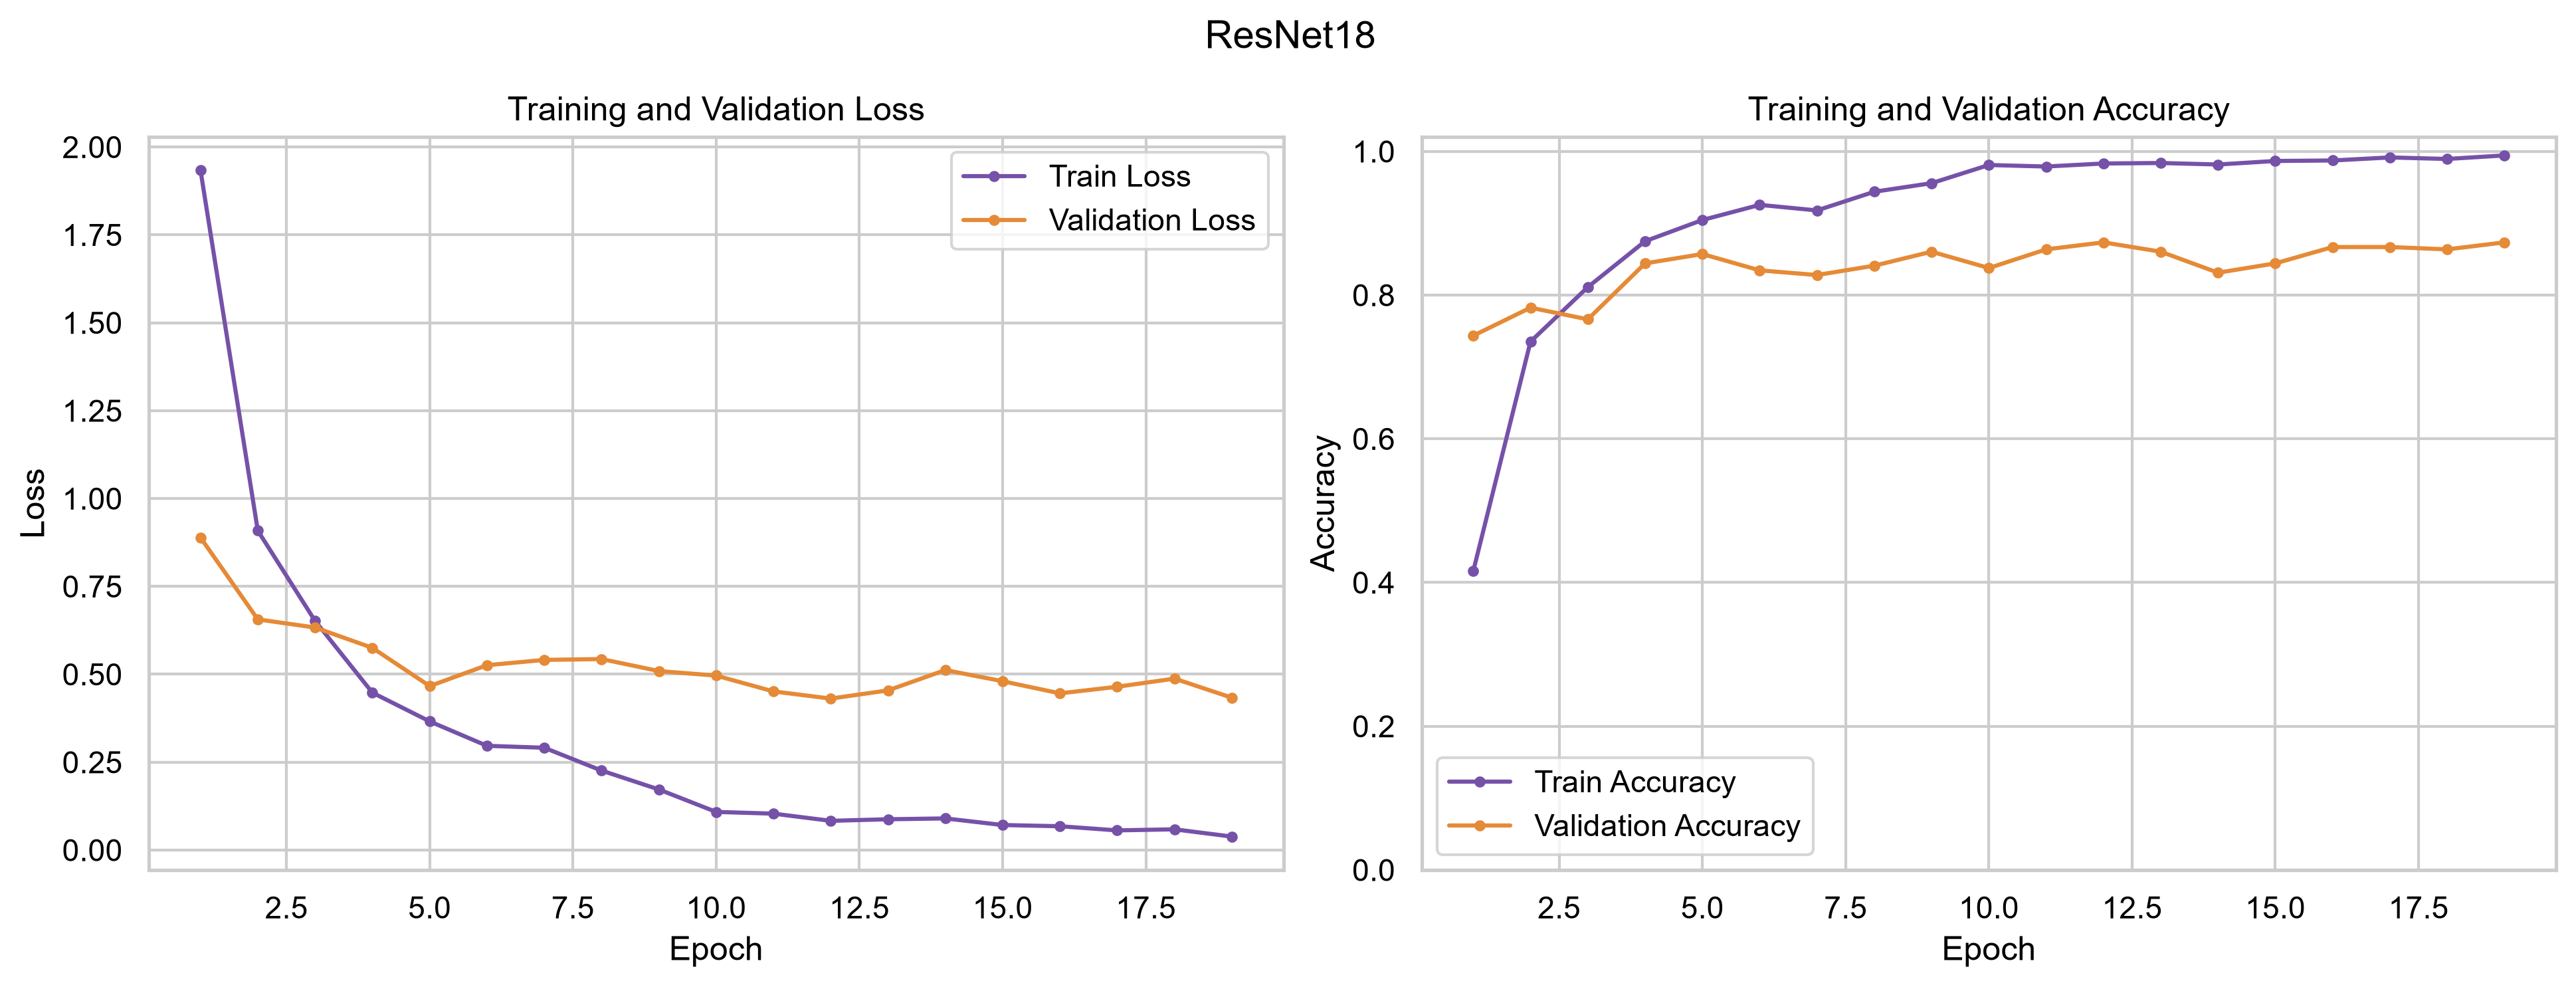 ResNet18
Training and Validation Loss
2.00
1.75
1.50
1.25
1.00
0.75
0.50
0.25
0.00
Loss
Train Loss
Validation Loss
2.5 5.0 7.5 10.0 12.5 15.0 17.5
Epoch
Training and Validation Accuracy
1.0
0.8
0.6
0.4
0.2
0.0
Accuracy
Train Accuracy
Validation Accuracy
2.5 5.0 7.5 10.0 12.5 15.0 17.5
Epoch